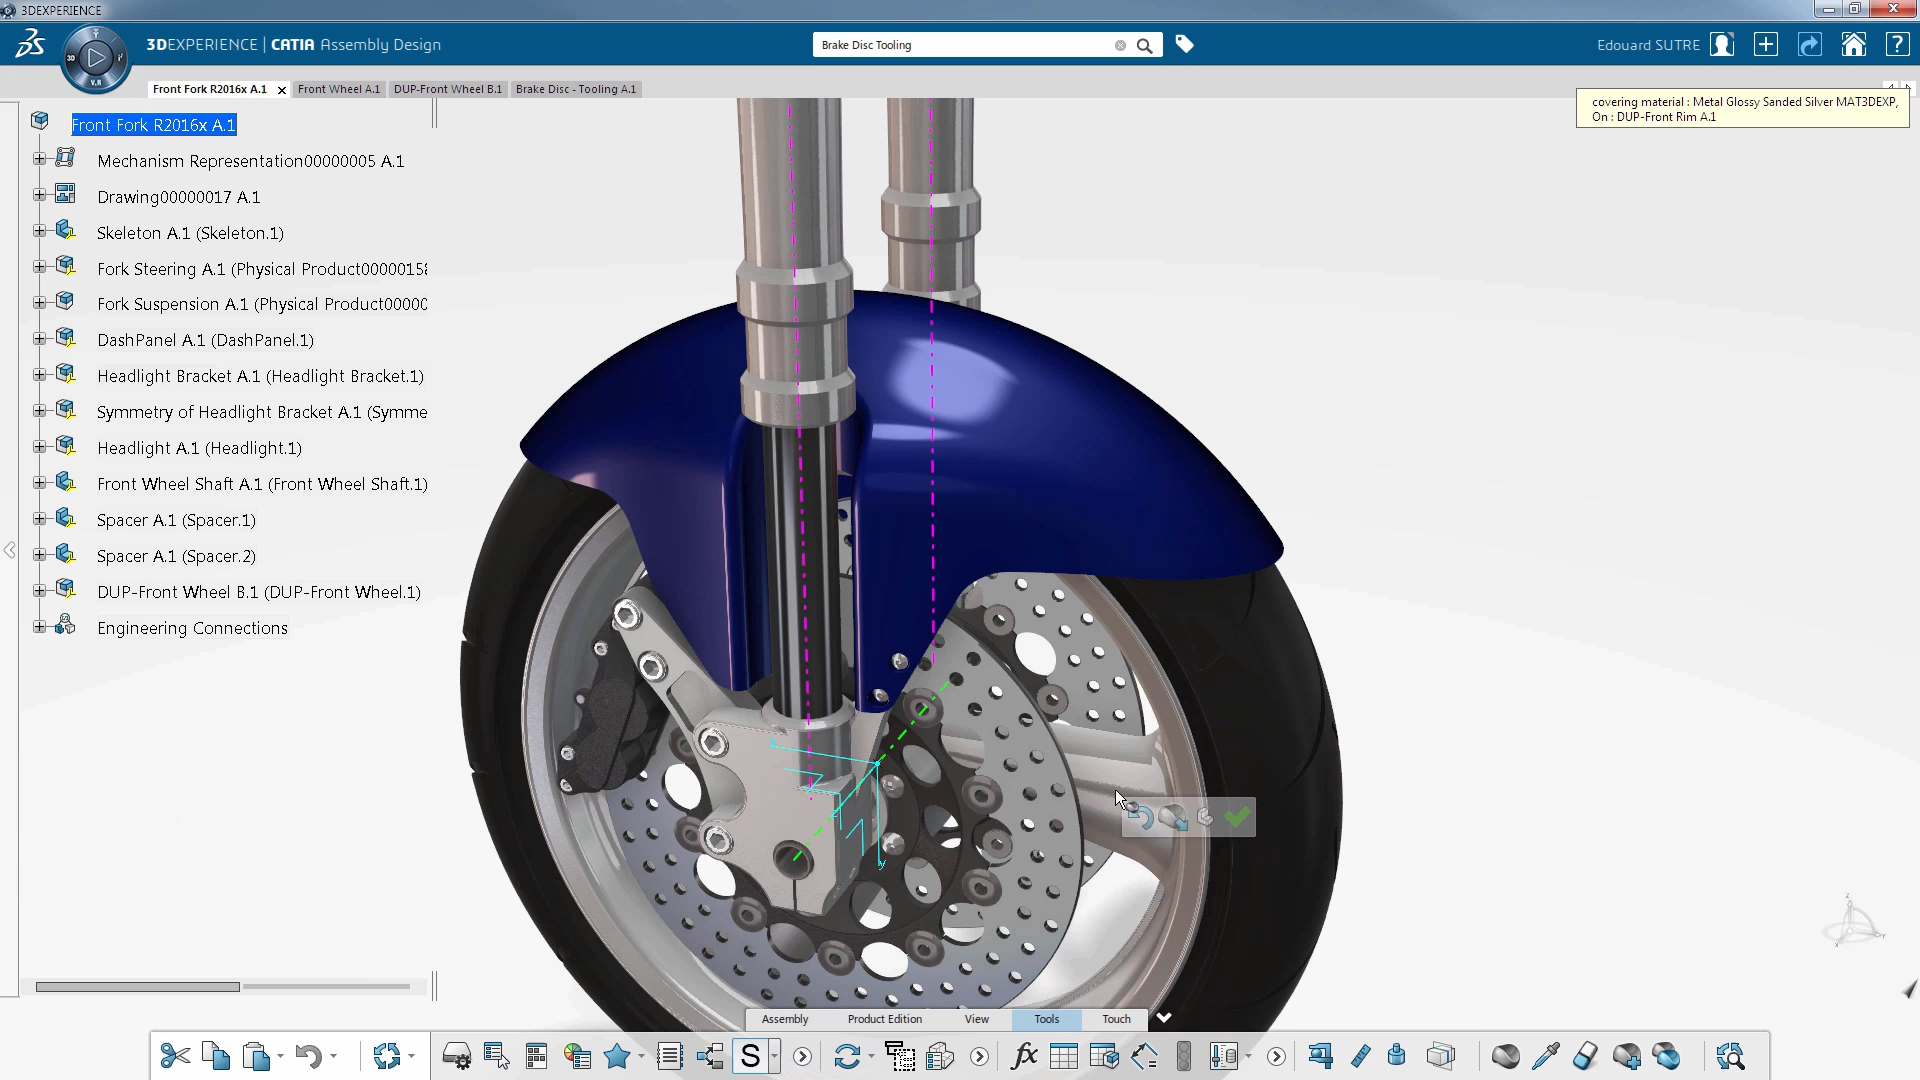 3DEXPERIENCE
3DEXPERIENCE | CATIA Assembly Design
Brake Disc Tooling
Edouard SUTRE
3D
V.R
Front Fork R2016x A.1
Front Wheel A.1
DUP-Front Wheel B.1
Brake Disc - Tooling A.1
covering material : Metal Glossy Sanded Silver MAT3DEXP,
On : DUP-Front Rim A.1
Front Fork R2016x A.1
Mechanism Representation00000005 A.1
Drawing00000017 A.1
Skeleton A.1 (Skeleton.1)
Fork Steering A.1 (Physical Product0000015
Fork Suspension A.1 (Physical Product00000
DashPanel A.1 (DashPanel.1)
Headlight Bracket A.1 (Headlight Bracket.1)
Symmetry of Headlight Bracket A.1 (Symme
Headlight A.1 (Headlight.1)
Front Wheel Shaft A.1 (Front Wheel Shaft.1)
Spacer A.1 (Spacer.1)
Spacer A.1 (Spacer.2)
DUP-Front Wheel B.1 (DUP-Front Wheel.1)
Engineering Connections
Assembly
Product Edition
View
Tools
Touch
S
fx